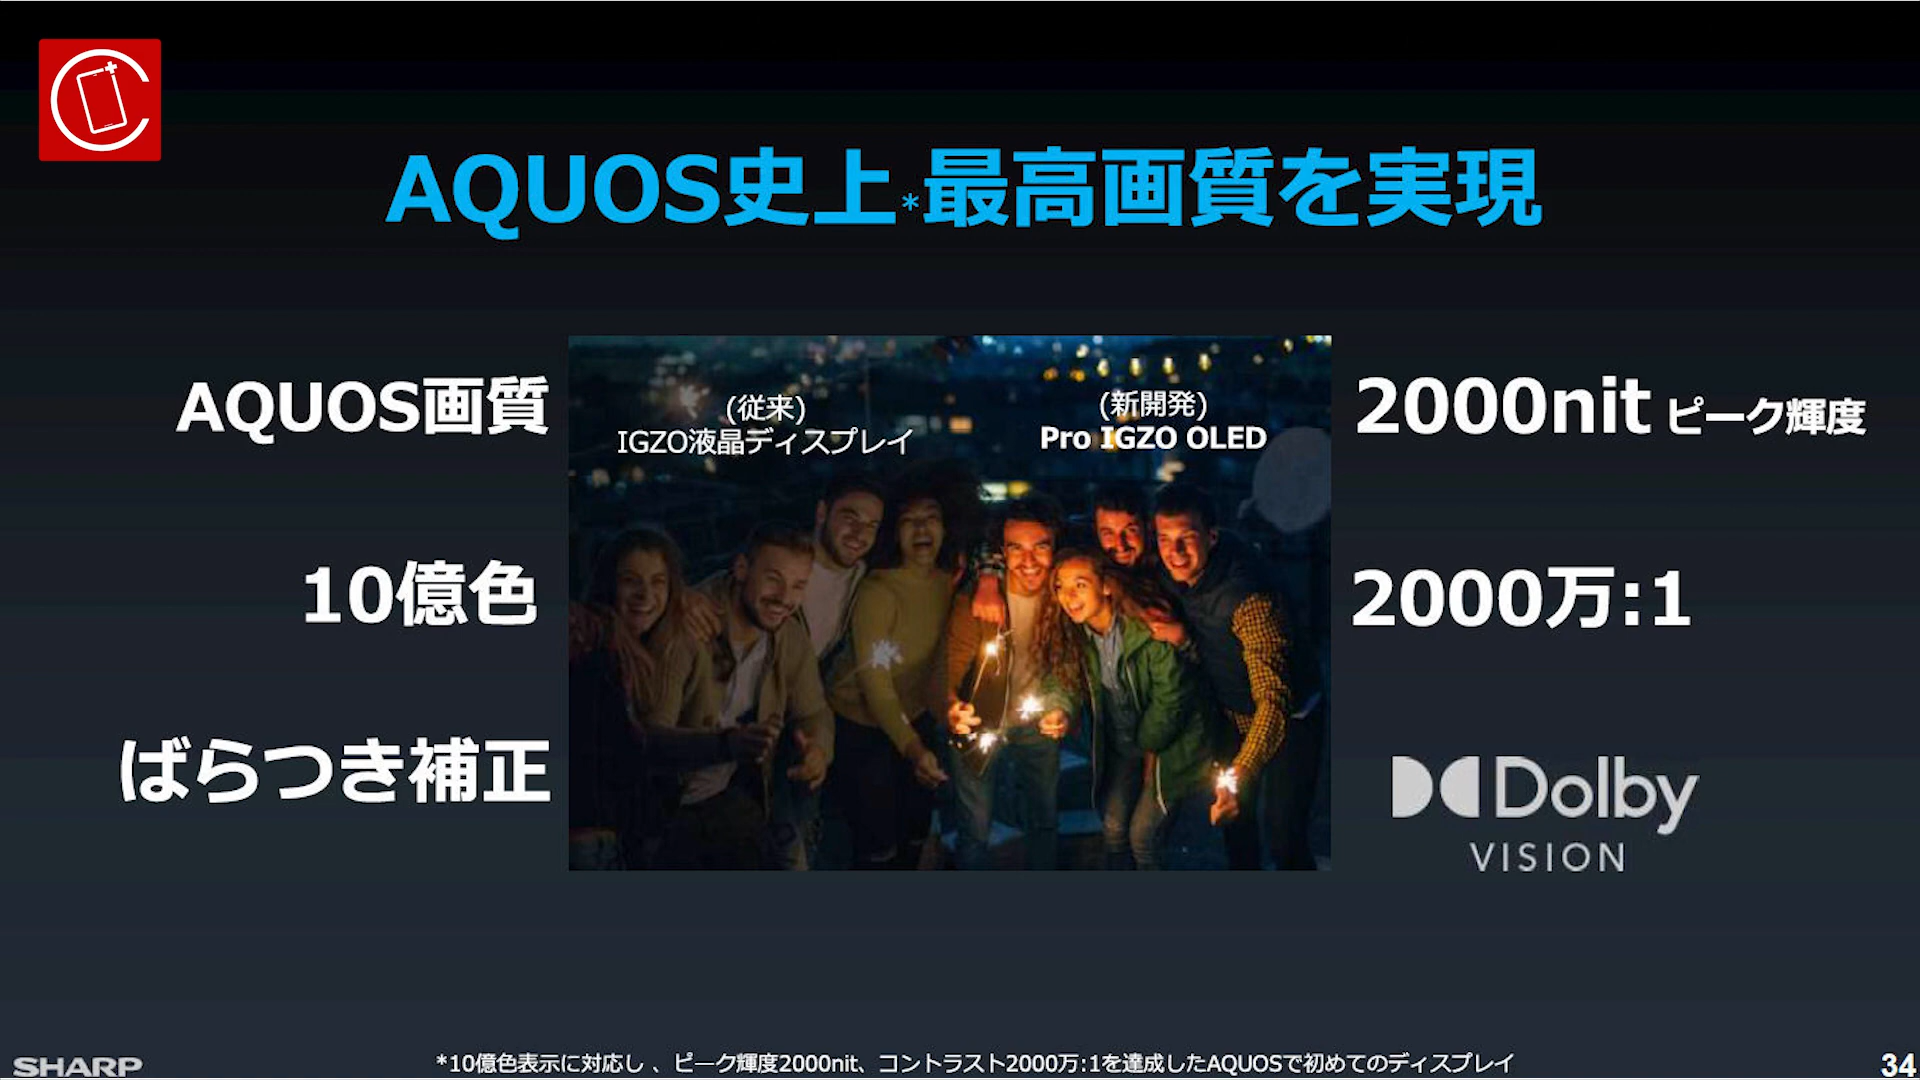 AQUOS史上*最高画質を実現
AQUOS画質
10億色
ばらつき補正
(従来)
IGZO液晶ディスプレイ
(新開発)
Pro IGZO OLED
2000nit ピーク輝度
2000万:1
Dolby
VISION
SHARP
*10億色表示に対応し 、ピーク輝度2000nit、コントラスト2000万:1を達成したAQUOSで初めてのディスプレイ
34